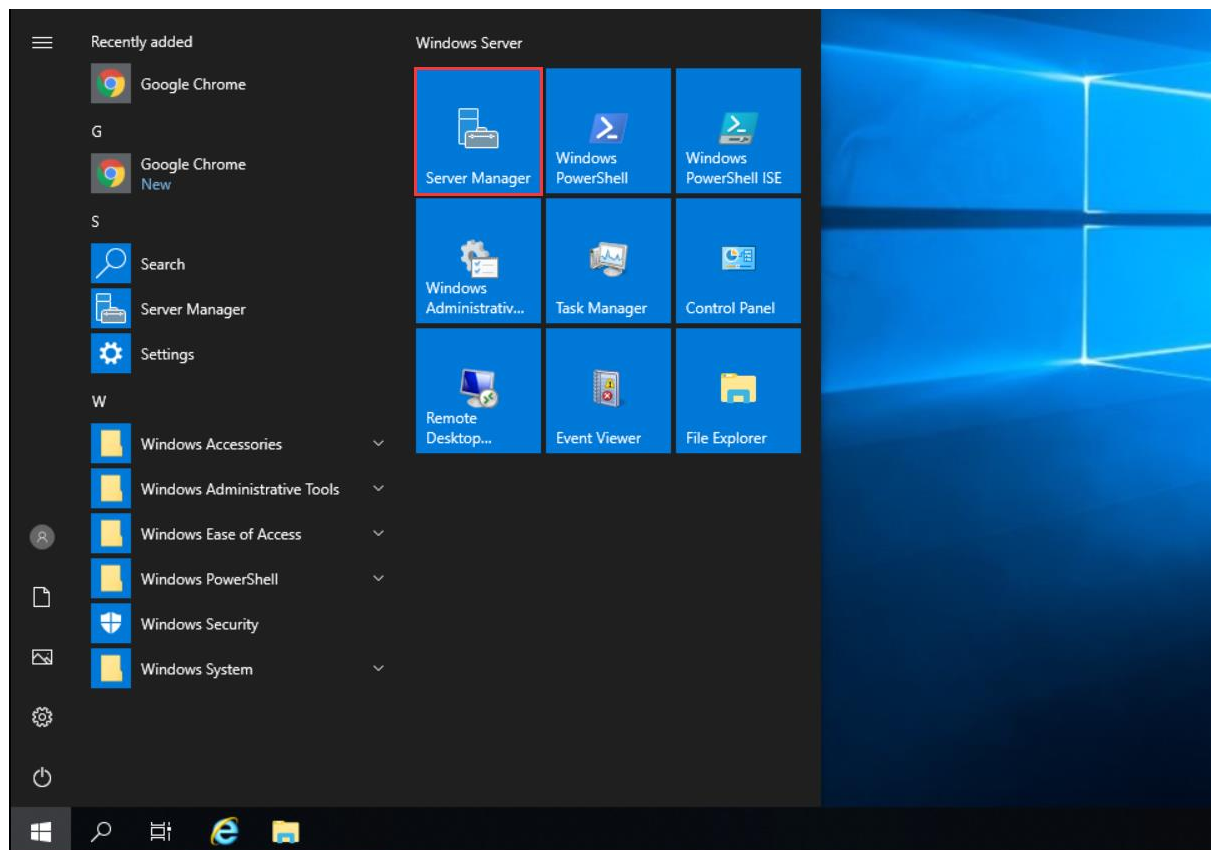 Recently added
Google Chrome
G
Google Chrome
New
S
Search
Server Manager
Settings
W
Windows Accessories
Windows Administrative Tools
Windows Ease of Access
Windows PowerShell
Windows Security
Windows System
Windows Server
Server Manager
Windows
PowerShell
Windows
PowerShell ISE
Windows
Administrativ...
Task Manager
Control Panel
Remote
Desktop...
Event Viewer
File Explorer